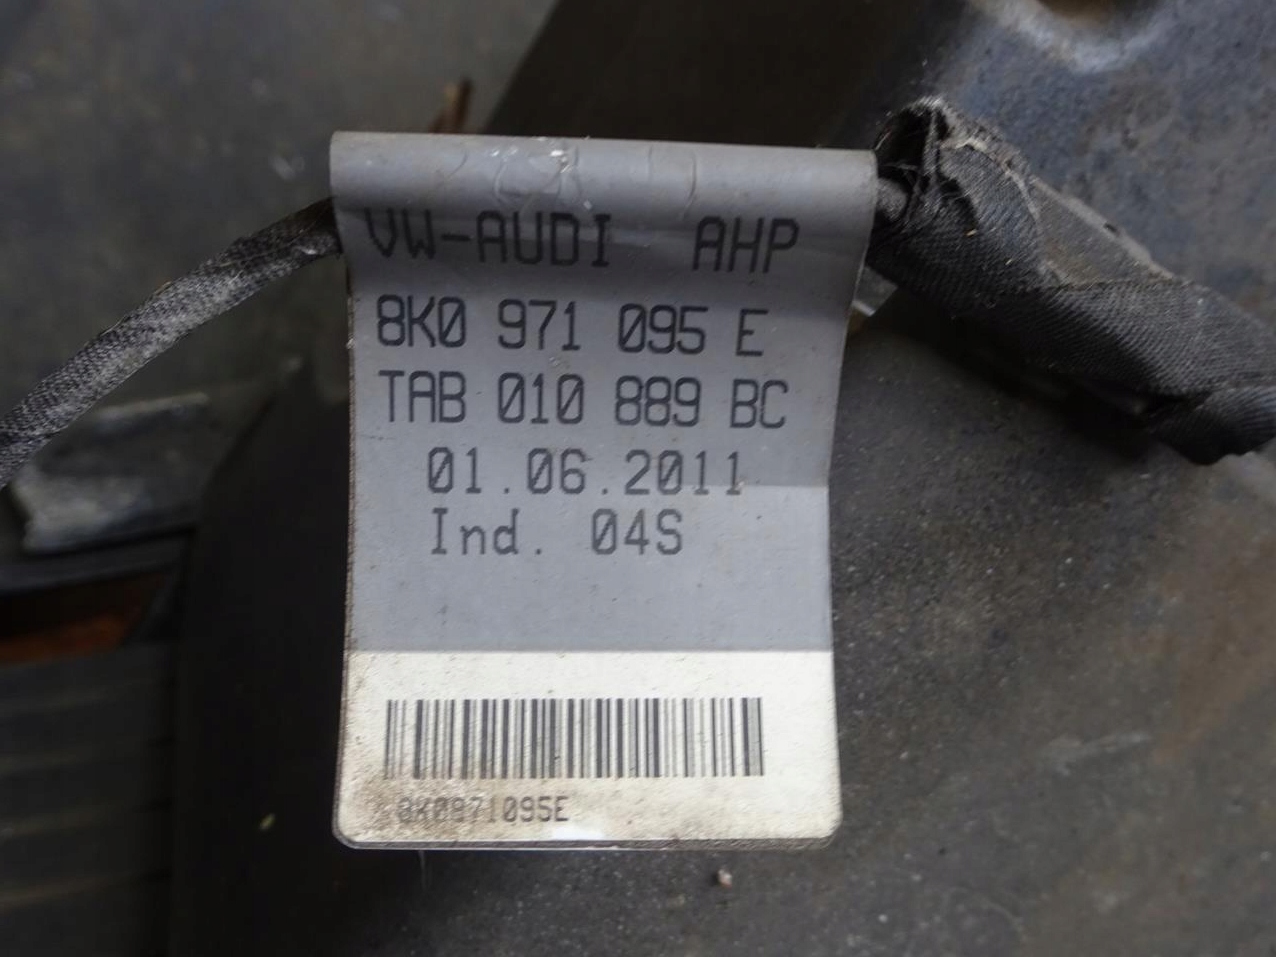 VW-AUDI AHP
8K0 971 095 E
TAB 010 889 BC
01.06.2011
Ind. 04S
8K0971095E